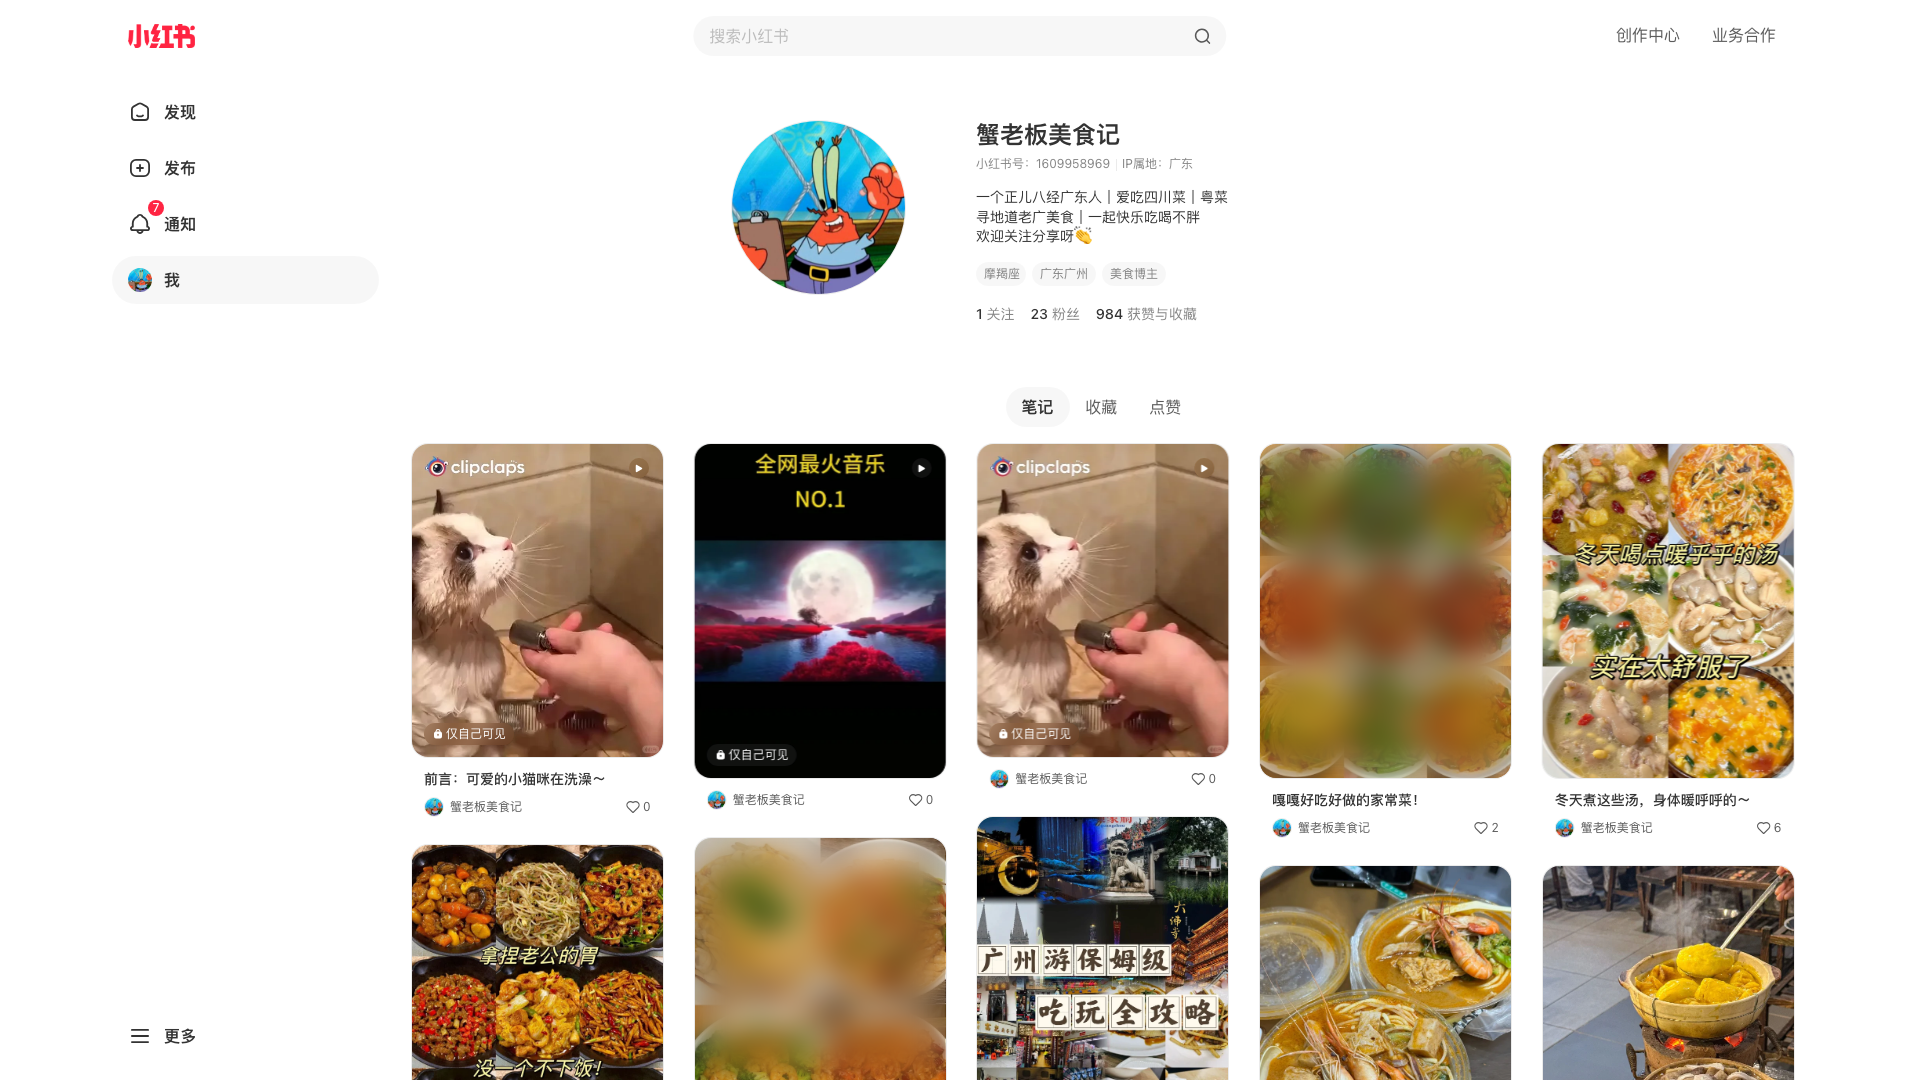 小红书
搜索小红书
创作中心
业务合作
发现
发布
7
通知
我
更多
蟹老板美食记
小红书号：1609958969
IP属地：广东
一个正儿八经广东人｜爱吃四川菜｜粤菜
寻地道老广美食｜一起快乐吃喝不胖
欢迎关注分享呀👏
摩羯座
广东广州
美食博主
1 关注
23 粉丝
984 获赞与收藏
笔记
收藏
点赞
clipclaps
仅自己可见
前言：可爱的小猫咪在洗澡～
蟹老板美食记
0
全网最火音乐
NO.1
仅自己可见
蟹老板美食记
0
clipclaps
仅自己可见
蟹老板美食记
0
嘎嘎好吃好做的家常菜！
蟹老板美食记
2
冬天喝点暖乎乎的汤
实在太舒服了
冬天煮这些汤，身体暖呼呼的～
蟹老板美食记
6
拿捏老公的胃
没一个不下饭！
大佛寺
广州游保姆级
吃玩全攻略